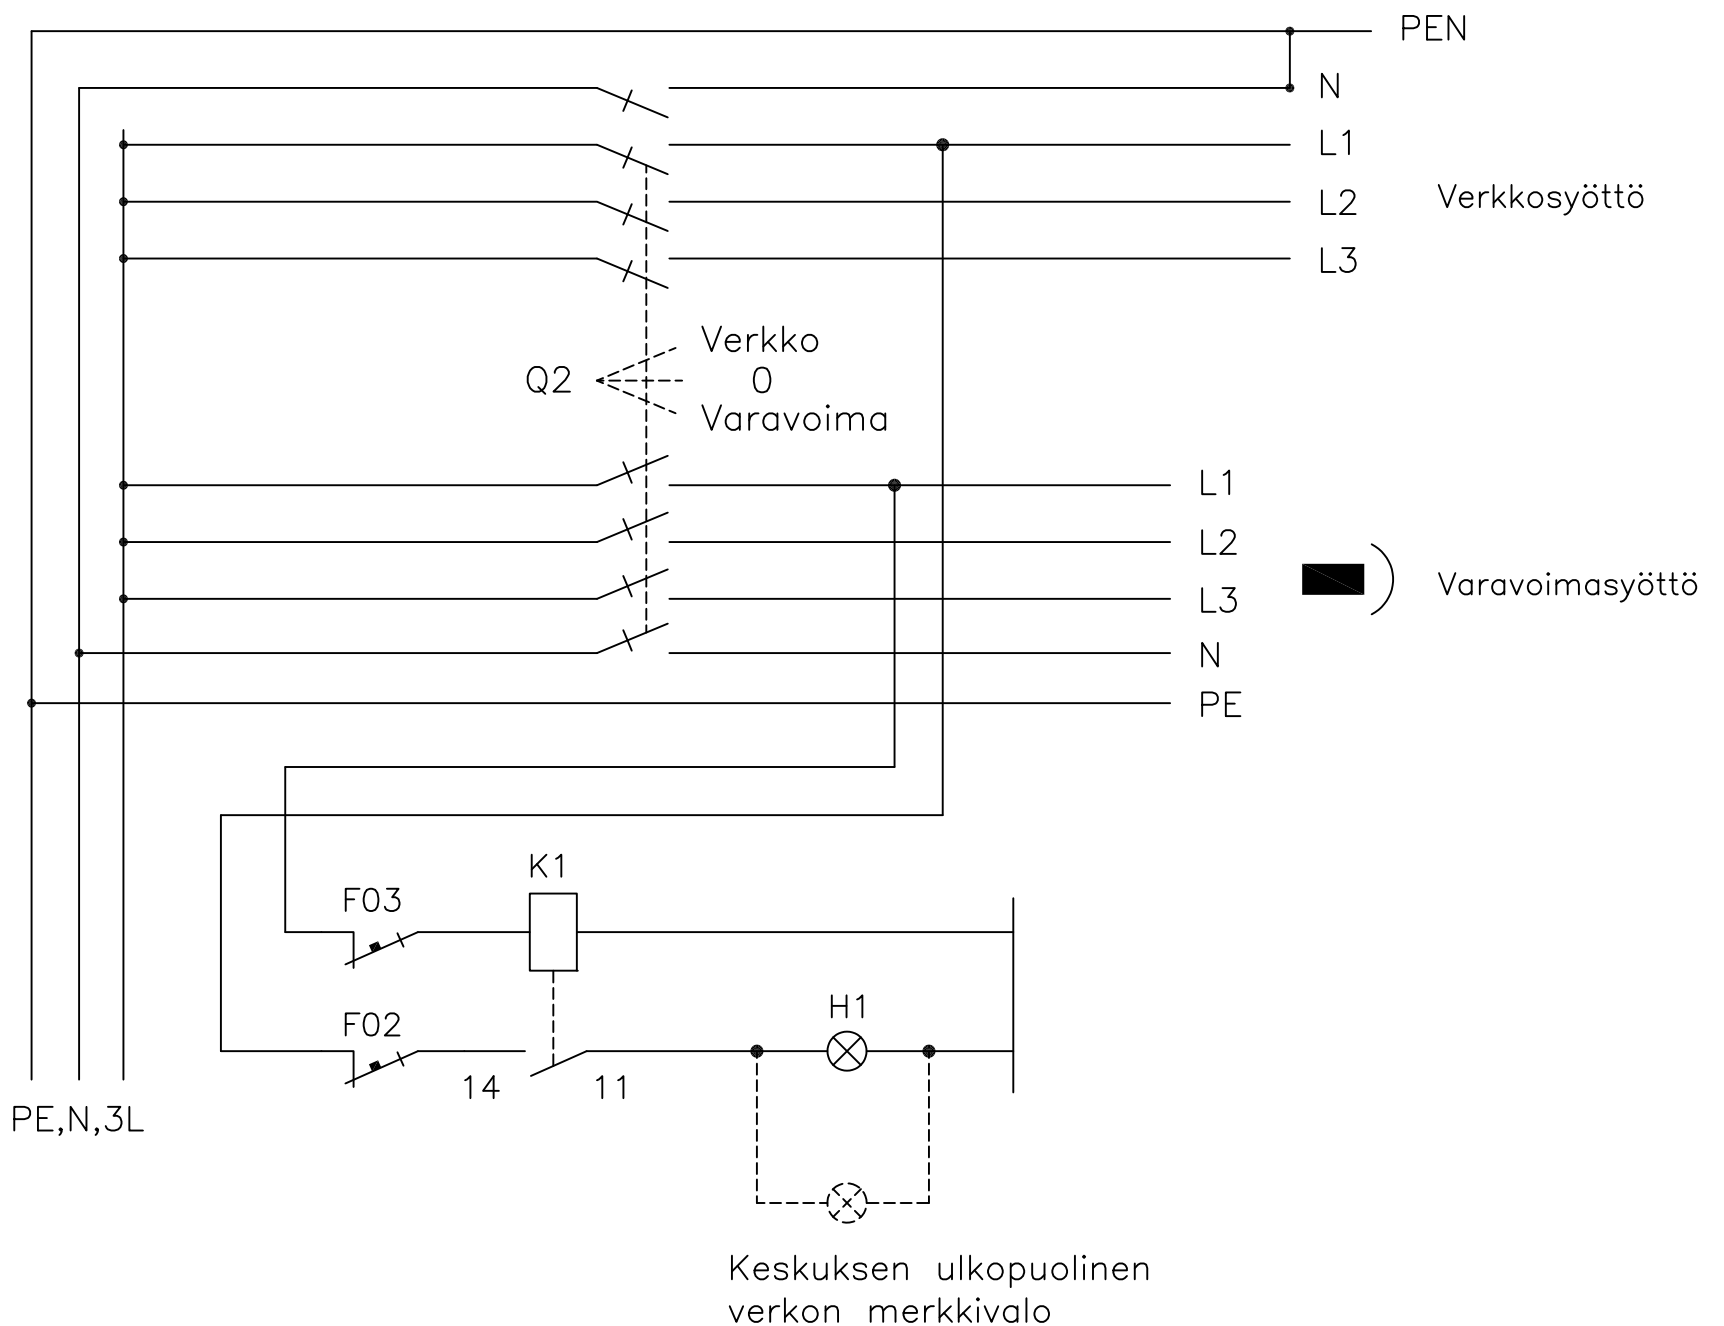 PEN
N
L1
L2 Verkkosyöttö
L3
Verkko
Q2 0
Varavoima
L1
L2
L3 Varavoimasyöttö
N
PE
K1
F03
H1
F02
14 11
PE,N,3L
Keskuksen ulkopuolinen
verkon merkkivalo